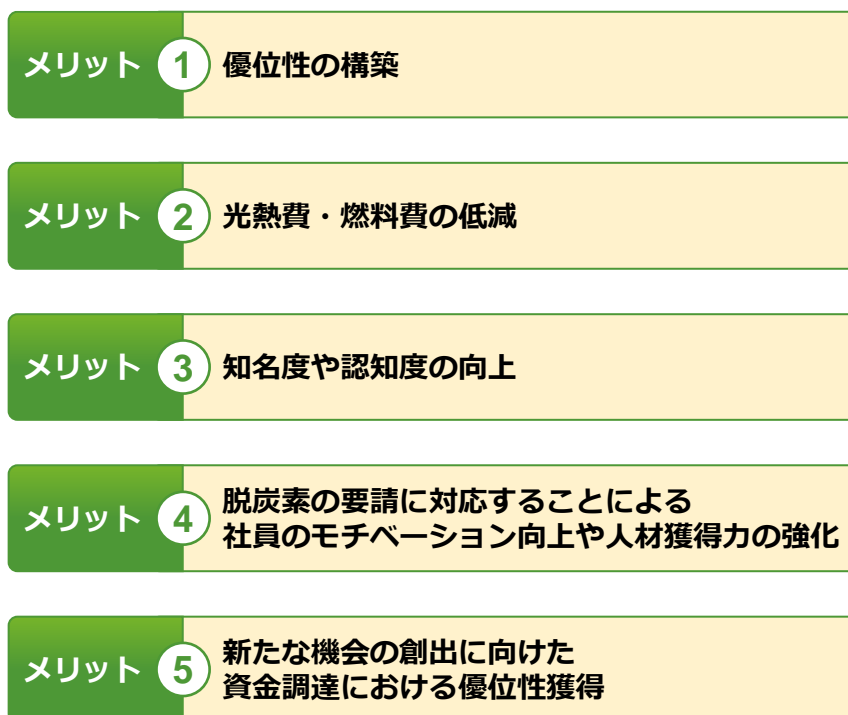 メリット 1 優位性の構築
メリット 2 光熱費・燃料費の低減
メリット 3 知名度や認知度の向上
メリット 4 脱炭素の要請に対応することによる
社員のモチベーション向上や人材獲得力の強化
メリット 5 新たな機会の創出に向けた
資金調達における優位性獲得